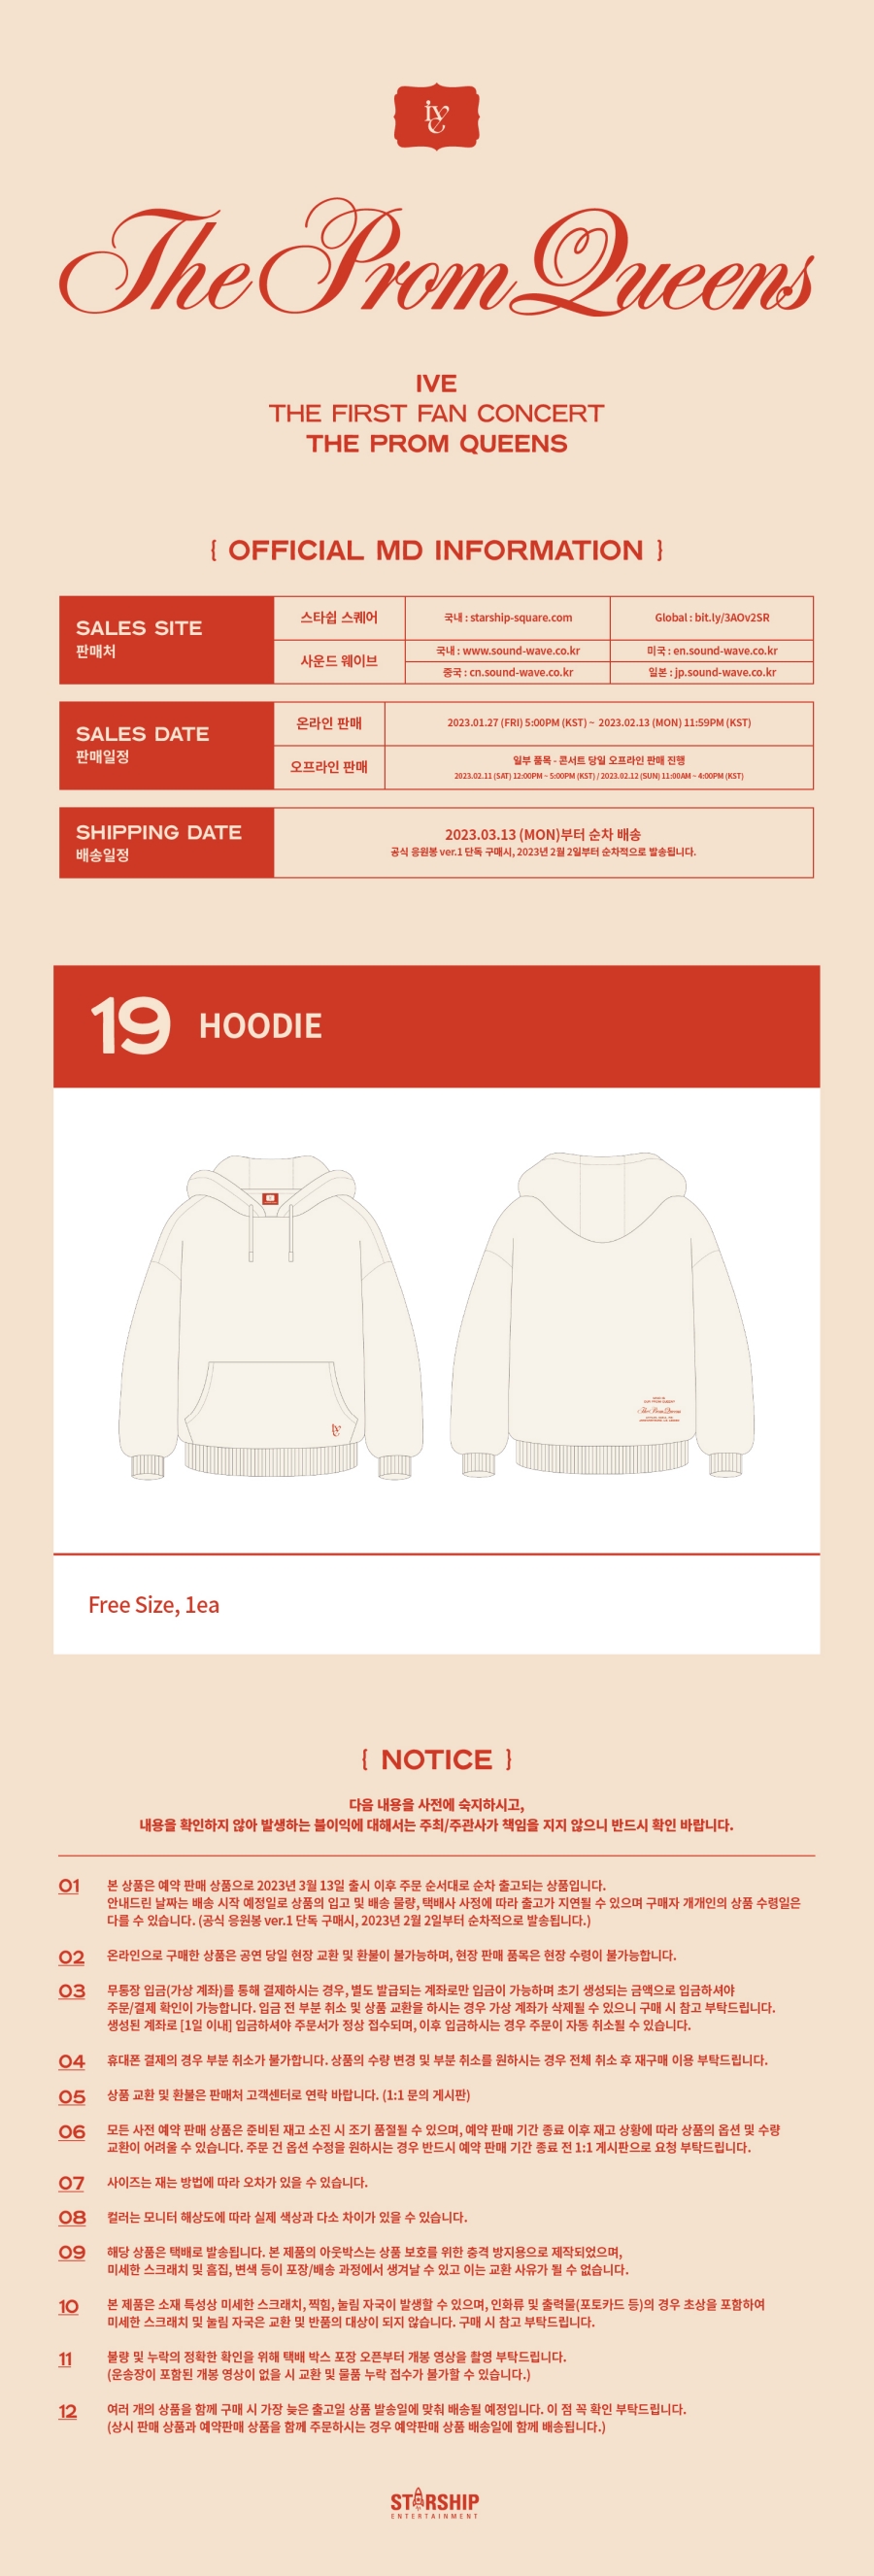 ive
The Prom Queens
IVE
THE FIRST FAN CONCERT
THE PROM QUEENS
{ OFFICIAL MD INFORMATION }
SALES SITE
판매처
스타쉽 스퀘어
국내 : starship-square.com
Global : bit.ly/3AOv2SR
사운드 웨이브
국내 : www.sound-wave.co.kr
미국 : en.sound-wave.co.kr
중국 : cn.sound-wave.co.kr
일본 : jp.sound-wave.co.kr
SALES DATE
판매일정
온라인 판매
2023.01.27 (FRI) 5:00PM (KST) ~ 2023.02.13 (MON) 11:59PM (KST)
오프라인 판매
일부 품목 - 콘서트 당일 오프라인 판매 진행
2023.02.11 (SAT) 12:00PM ~ 5:00PM (KST) / 2023.02.12 (SUN) 11:00AM ~ 4:00PM (KST)
SHIPPING DATE
배송일정
2023.03.13 (MON)부터 순차 배송
공식 응원봉 ver.1 단독 구매시, 2023년 2월 2일부터 순차적으로 발송됩니다.
19 HOODIE
The Prom Queens
Free Size, 1ea
{ NOTICE }
다음 내용을 사전에 숙지하시고,
내용을 확인하지 않아 발생하는 불이익에 대해서는 주최/주관사가 책임을 지지 않으니 반드시 확인 바랍니다.
01 본 상품은 예약 판매 상품으로 2023년 3월 13일 출시 이후 주문 순서대로 순차 출고되는 상품입니다.
안내드린 날짜는 배송 시작 예정일로 상품의 입고 및 배송 물량, 택배사 사정에 따라 출고가 지연될 수 있으며 구매자 개개인의 상품 수령일은
다를 수 있습니다. (공식 응원봉 ver.1 단독 구매시, 2023년 2월 2일부터 순차적으로 발송됩니다.)
02 온라인으로 구매한 상품은 공연 당일 현장 교환 및 환불이 불가능하며, 현장 판매 품목은 현장 수령이 불가능합니다.
03 무통장 입금(가상 계좌)를 통해 결제하시는 경우, 별도 발급되는 계좌로만 입금이 가능하며 초기 생성되는 금액으로 입금하셔야
주문/결제 확인이 가능합니다. 입금 전 부분 취소 및 상품 교환을 하시는 경우 가상 계좌가 삭제될 수 있으니 구매 시 참고 부탁드립니다.
생성된 계좌로 [1일 이내] 입금하셔야 주문서가 정상 접수되며, 이후 입금하시는 경우 주문이 자동 취소될 수 있습니다.
04 휴대폰 결제의 경우 부분 취소가 불가합니다. 상품의 수량 변경 및 부분 취소를 원하시는 경우 전체 취소 후 재구매 이용 부탁드립니다.
05 상품 교환 및 환불은 판매처 고객센터로 연락 바랍니다. (1:1 문의 게시판)
06 모든 사전 예약 판매 상품은 준비된 재고 소진 시 조기 품절될 수 있으며, 예약 판매 기간 종료 이후 재고 상황에 따라 상품의 옵션 및 수량
교환이 어려울 수 있습니다. 주문 건 옵션 수정을 원하시는 경우 반드시 예약 판매 기간 종료 전 1:1 게시판으로 요청 부탁드립니다.
07 사이즈는 재는 방법에 따라 오차가 있을 수 있습니다.
08 컬러는 모니터 해상도에 따라 실제 색상과 다소 차이가 있을 수 있습니다.
09 해당 상품은 택배로 발송됩니다. 본 제품의 아웃박스는 상품 보호를 위한 충격 방지용으로 제작되었으며,
미세한 스크래치 및 흠집, 변색 등이 포장/배송 과정에서 생겨날 수 있고 이는 교환 사유가 될 수 없습니다.
10 본 제품은 소재 특성상 미세한 스크래치, 찍힘, 눌림 자국이 발생할 수 있으며, 인화류 및 출력물(포토카드 등)의 경우 초상을 포함하여
미세한 스크래치 및 눌림 자국은 교환 및 반품의 대상이 되지 않습니다. 구매 시 참고 부탁드립니다.
11 불량 및 누락의 정확한 확인을 위해 택배 박스 포장 오픈부터 개봉 영상을 촬영 부탁드립니다.
(운송장이 포함된 개봉 영상이 없을 시 교환 및 물품 누락 접수가 불가할 수 있습니다.)
12 여러 개의 상품을 함께 구매 시 가장 늦은 출고일 상품 발송일에 맞춰 배송될 예정입니다. 이 점 꼭 확인 부탁드립니다.
(상시 판매 상품과 예약판매 상품을 함께 주문하시는 경우 예약판매 상품 배송일에 함께 배송됩니다.)
STARSHIP
ENTERTAINMENT